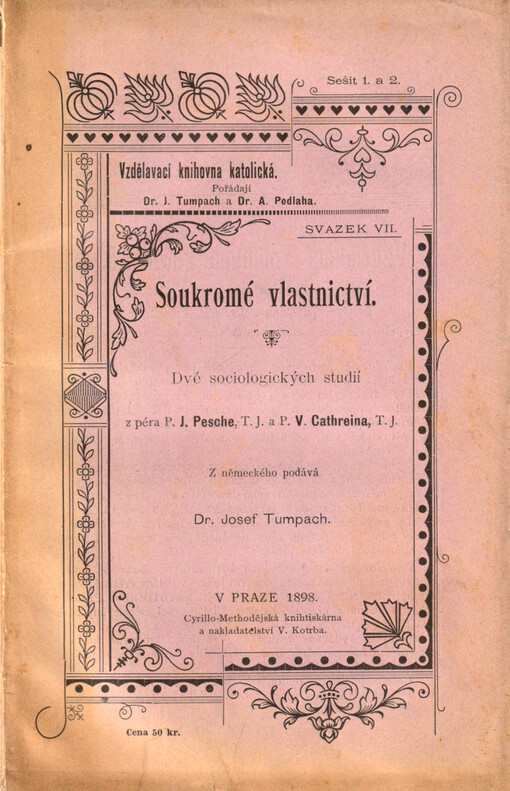 Sešit 1. a 2.
Vzdělavací knihovna katolická.
Pořádají
Dr. J. Tumpach a Dr. A. Podlaha.
SVAZEK VII.
Soukromé vlastnictví.
Dvé sociologických studií
z péra P. J. Pesche, T. J. a P. V. Cathreina, T. J.
Z německého podává
Dr. Josef Tumpach.
V PRAZE 1898.
Cyrillo-Methodějská knihtiskárna
a nakladatelství V. Kotrba.
Cena 50 kr.